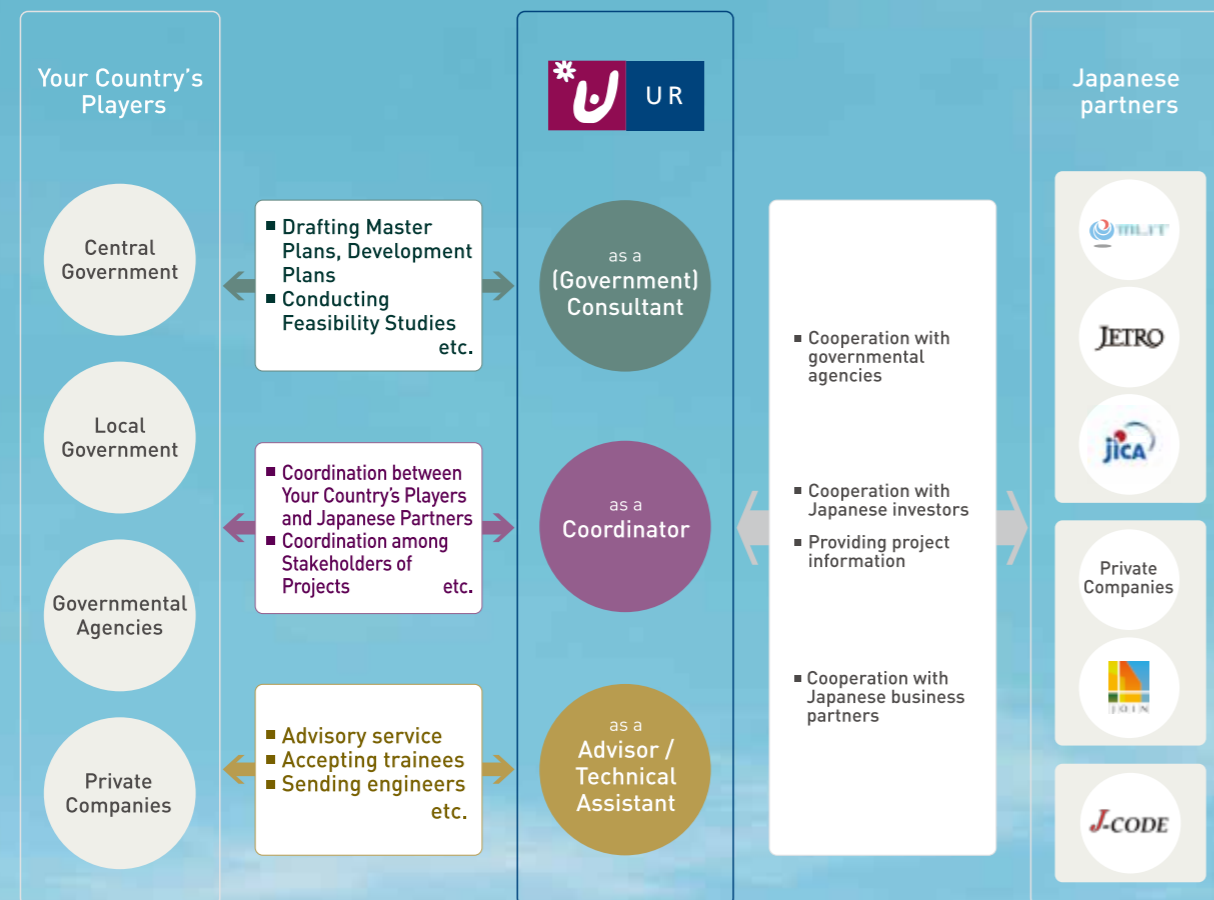 Your Country's
Players
Central
Government
Local
Government
Governmental
Agencies
Private
Companies
■ Drafting Master
Plans, Development
Plans
■ Conducting
Feasibility Studies
etc.
■ Coordination between
Your Country's Players
and Japanese Partners
■ Coordination among
Stakeholders of
Projects etc.
■ Advisory service
■ Accepting trainees
■ Sending engineers
etc.
UR
as a
(Government)
Consultant
as a
Coordinator
as a
Advisor /
Technical
Assistant
■ Cooperation with
governmental
agencies
■ Cooperation with
Japanese investors
■ Providing project
information
■ Cooperation with
Japanese business
partners
Japanese
partners
MLIT
JETRO
jICA
Private
Companies
JOIN
J-CODE